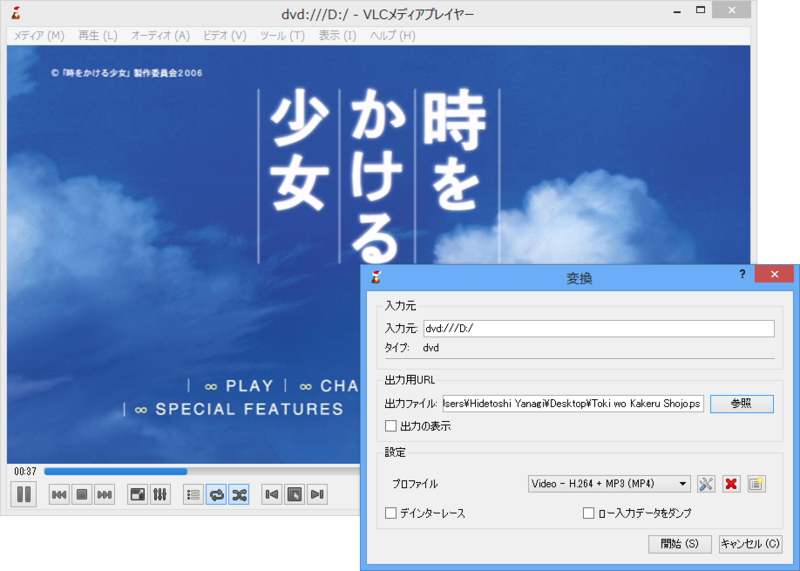 dvd:///D:/ - VLCメディアプレイヤー
メディア (M) 再生 (L) オーディオ (A) ビデオ (V) ツール (T) 表示 (I) ヘルプ (H)
©「時をかける少女」製作委員会2006
時を
かける
少女
∞ PLAY ∞ CHA
∞ SPECIAL FEATURES
00:37
変換
?
入力元
入力元: dvd:///D:/
タイプ: dvd
出力用URL
出力ファイル: Users¥Hidetoshi Yanagi¥Desktop¥Toki wo Kakeru Shojo.ps 参照
出力の表示
設定
プロファイル Video - H.264 + MP3 (MP4)
デインターレース ロー入力データをダンプ
開始 (S) キャンセル (C)